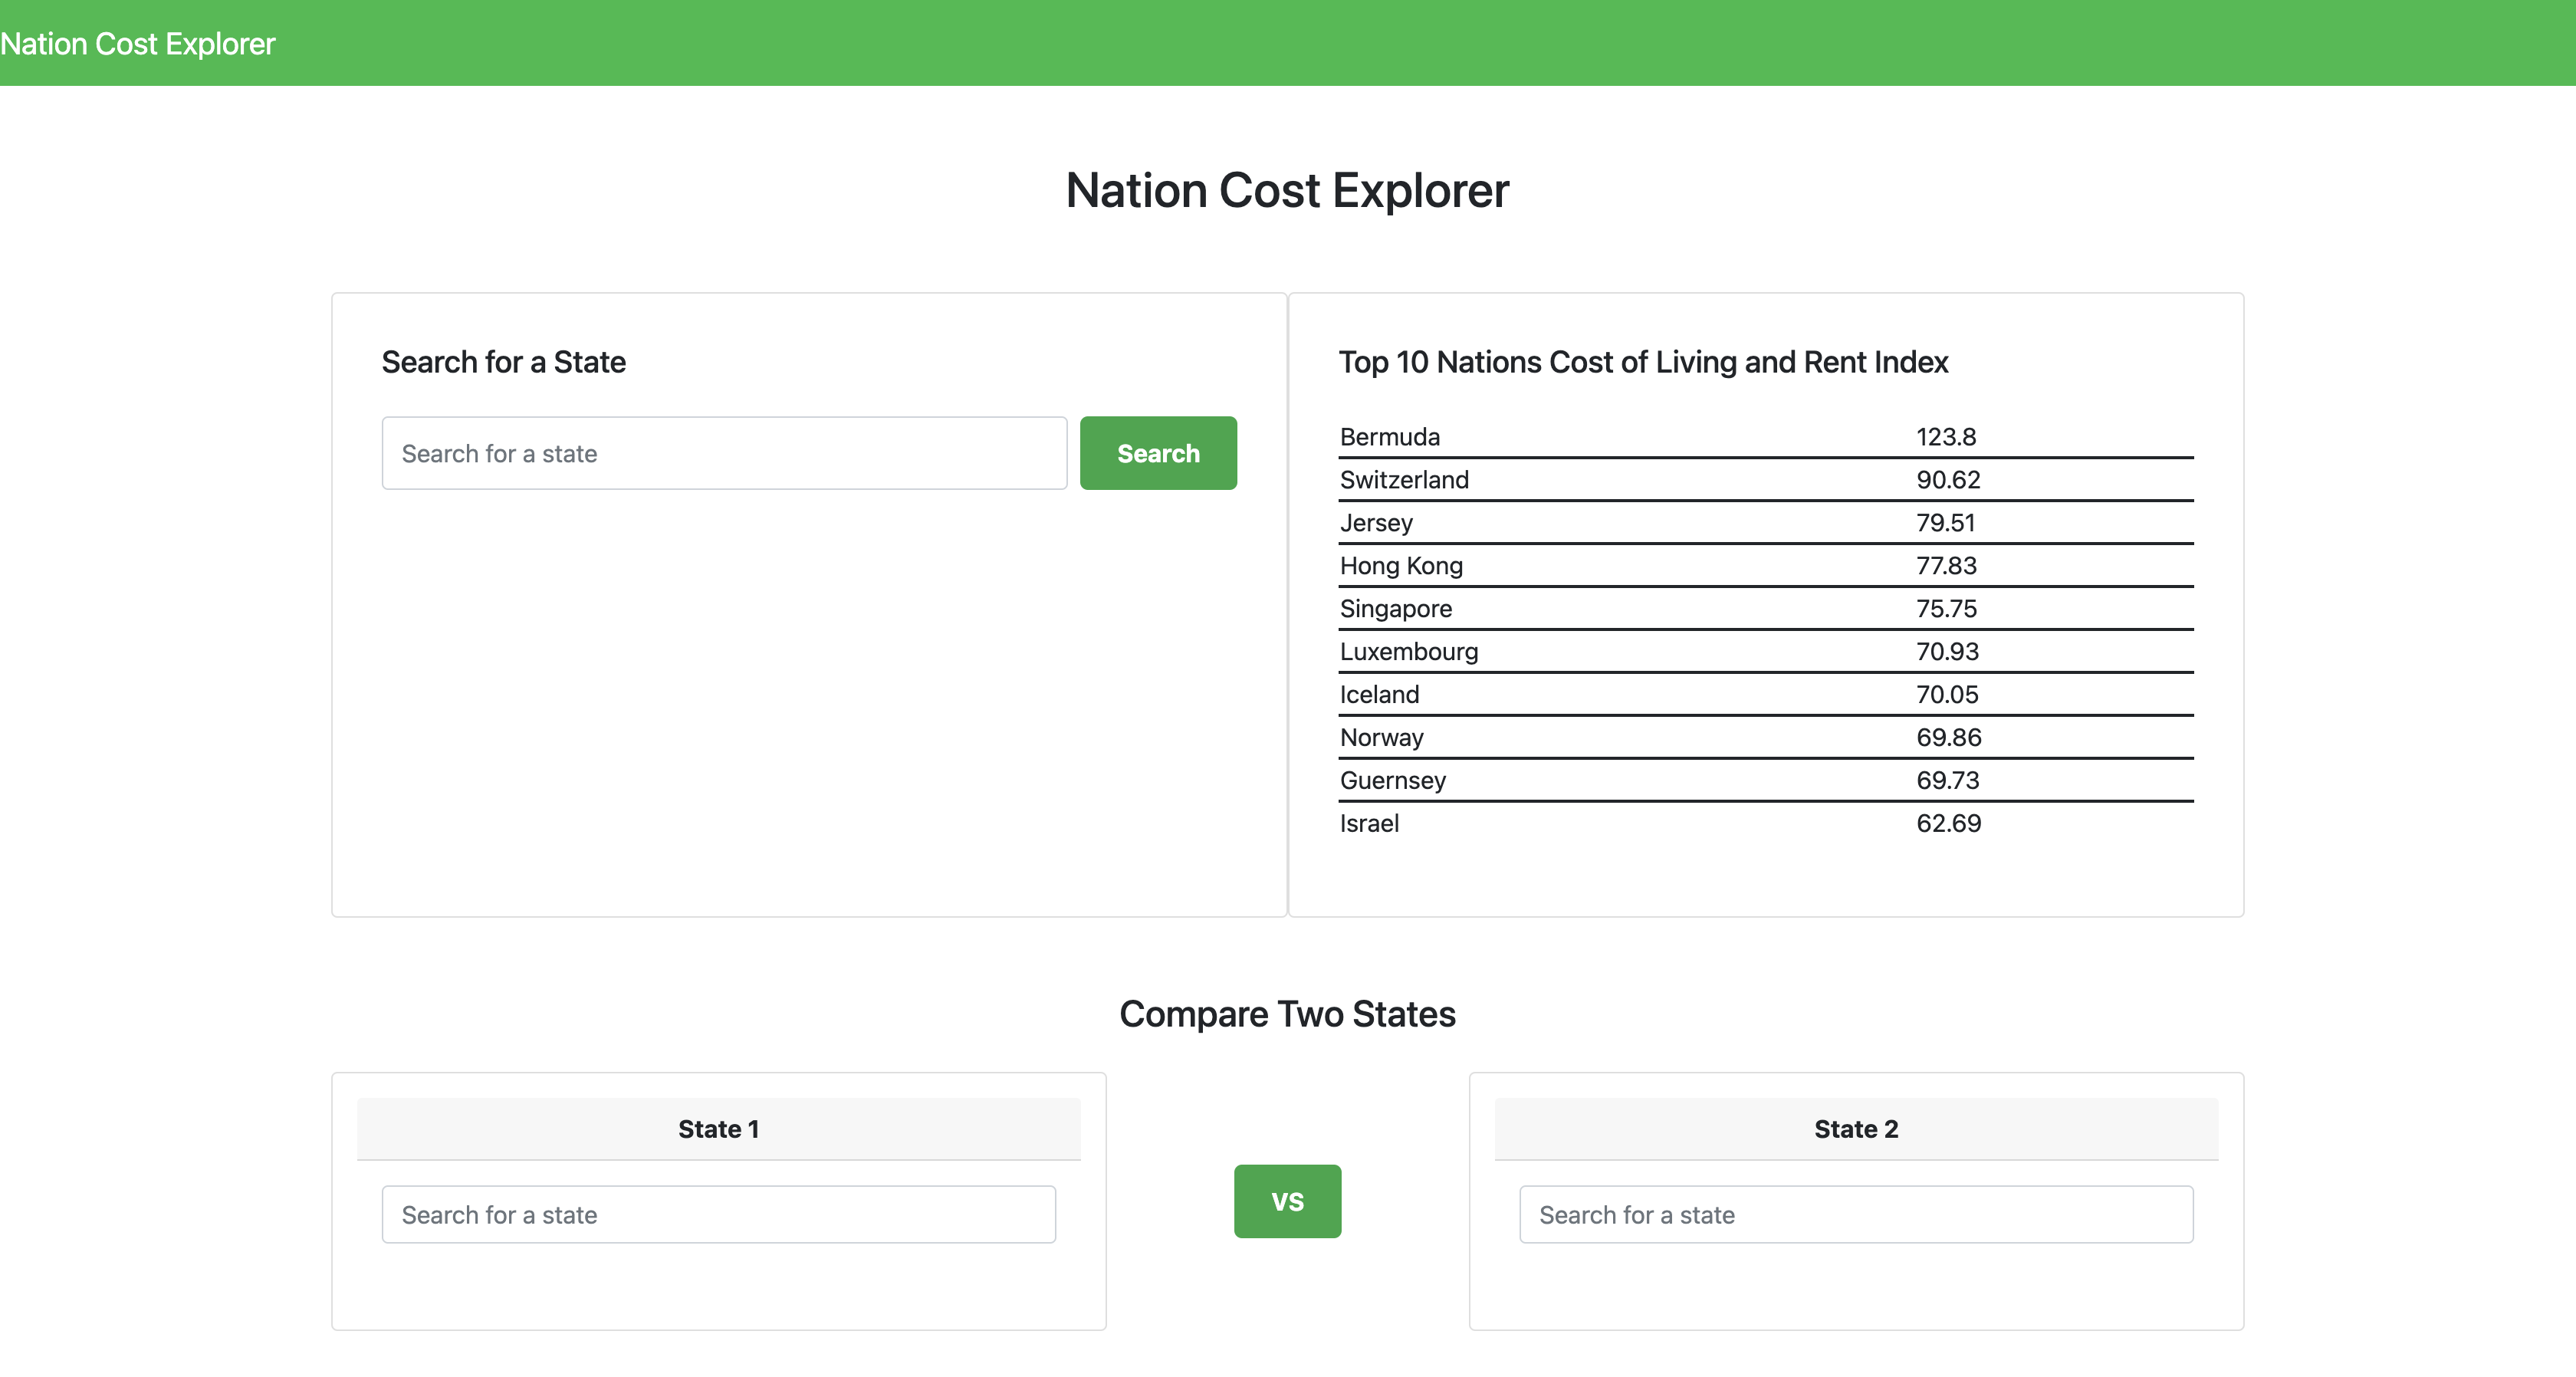 Nation Cost Explorer
Nation Cost Explorer
Search for a State
Search for a state
Search
Top 10 Nations Cost of Living and Rent Index
Bermuda 123.8
Switzerland 90.62
Jersey 79.51
Hong Kong 77.83
Singapore 75.75
Luxembourg 70.93
Iceland 70.05
Norway 69.86
Guernsey 69.73
Israel 62.69
Compare Two States
State 1
Search for a state
VS
State 2
Search for a state